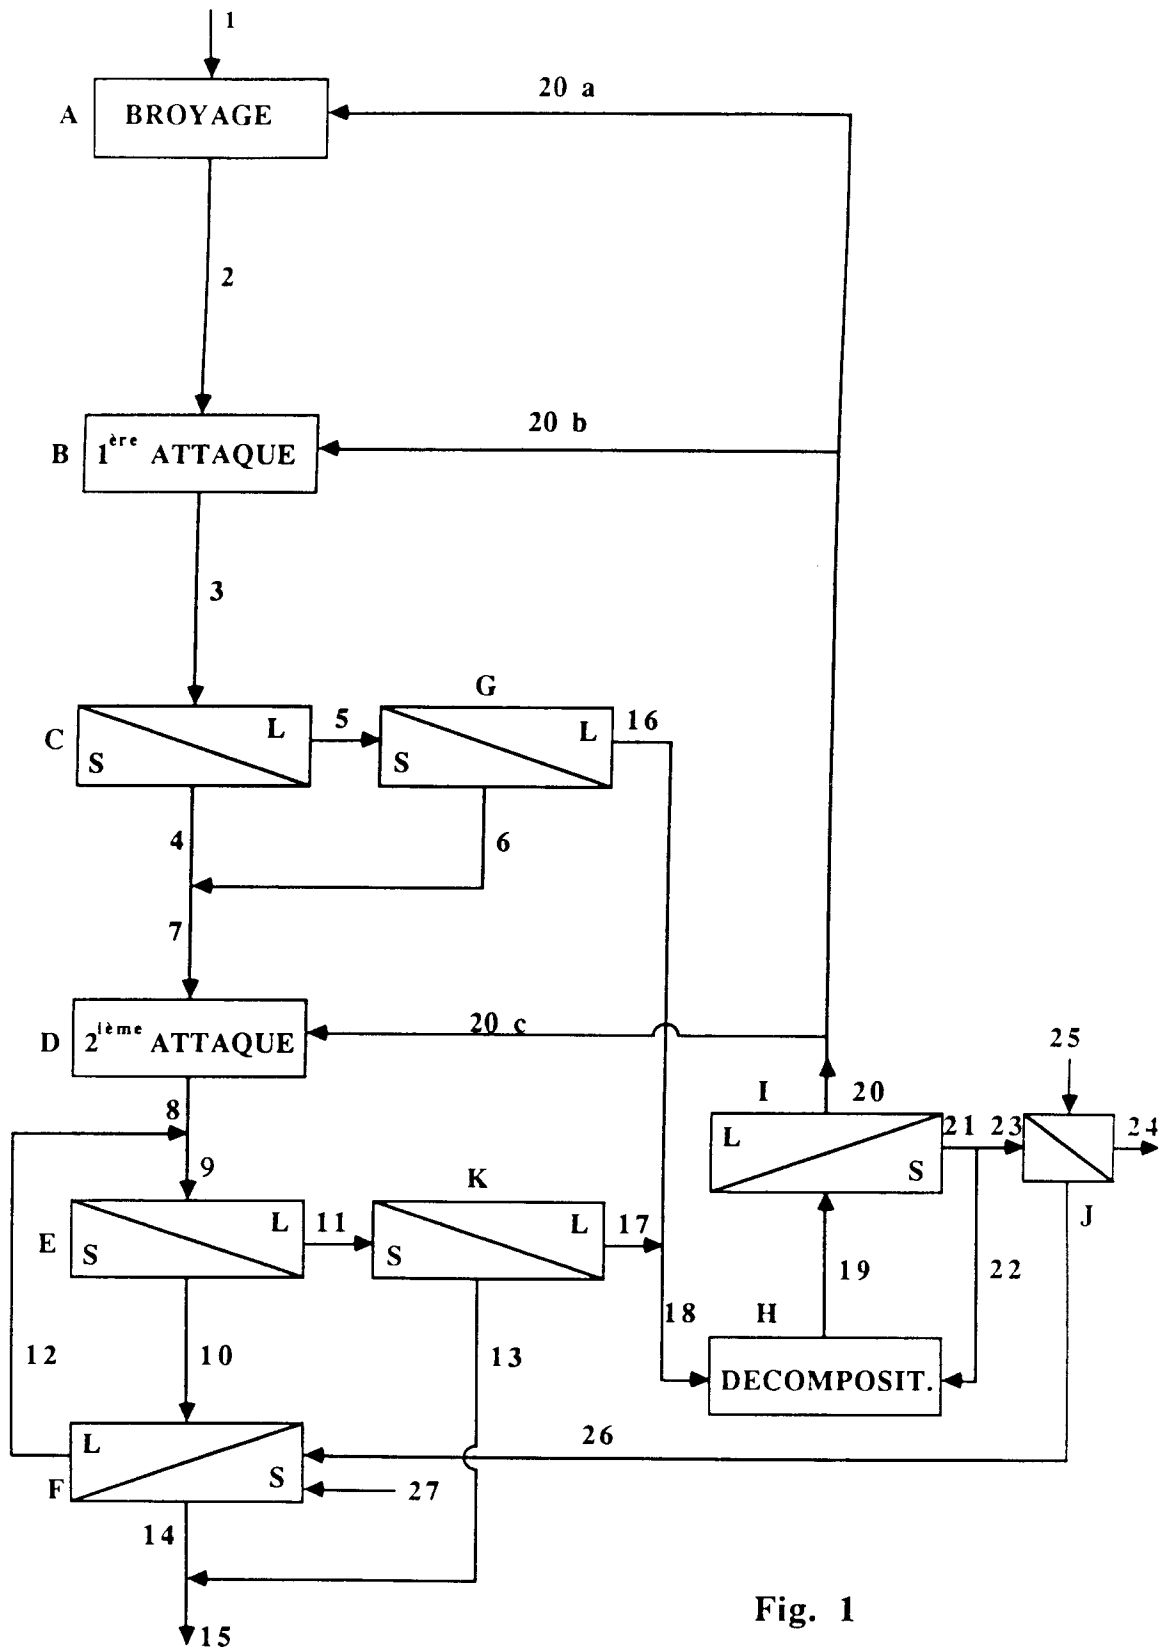 1
20 a
A
BROYAGE
2
20 b
B
1ère ATTAQUE
3
G
C
L
S
5
L
S
16
4
6
7
D
2ième ATTAQUE
20 c
25
8
I
20
L
S
21
23
24
9
K
J
E
L
S
11
L
S
17
19
22
12
10
13
18
H
DECOMPOSIT.
L
S
F
26
27
14
15
Fig. 1